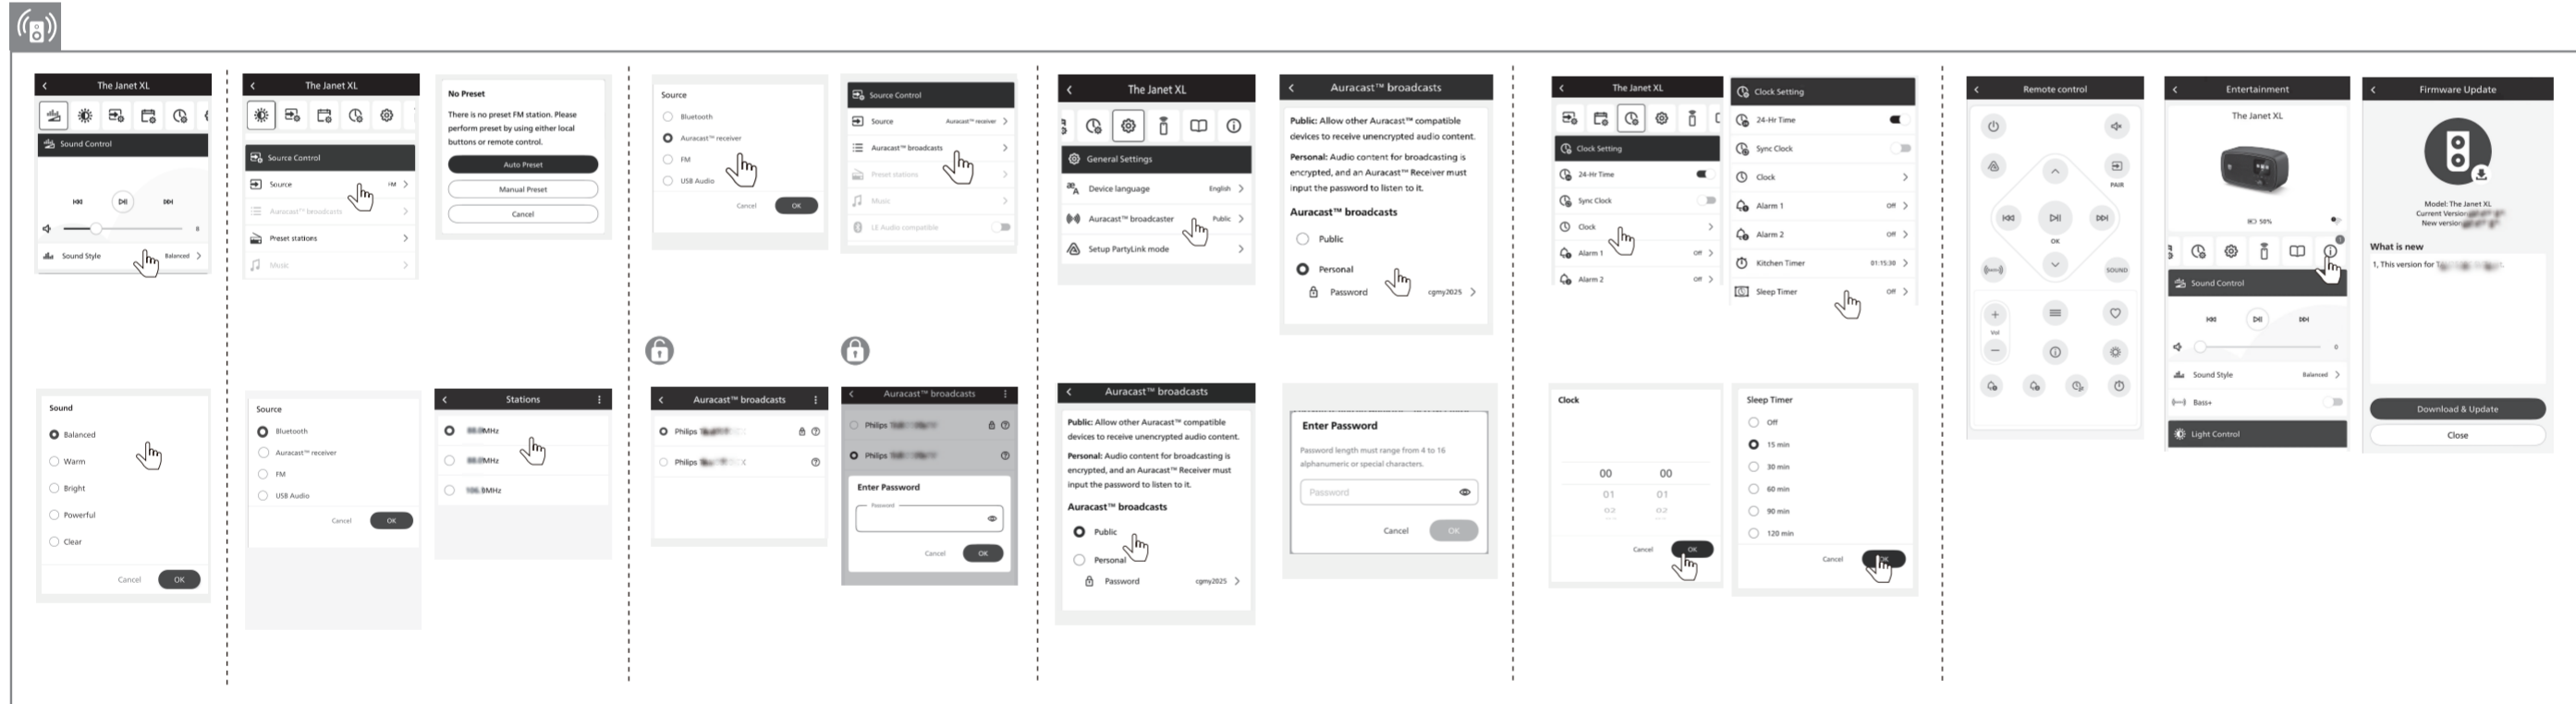 The Janet XL
Sound Control
8
Sound Style Balanced
Sound
Balanced
Warm
Bright
Powerful
Clear
Cancel OK
The Janet XL
Source Control
Source FM
Auracast™ broadcasts
Preset stations
Music
No Preset
There is no preset FM station. Please
perform preset by using either local
buttons or remote control.
Auto Preset
Manual Preset
Cancel
Source
Bluetooth
Auracast™ receiver
FM
USB Audio
Cancel OK
Stations
MHz
MHz
MHz
Source
Bluetooth
Auracast™ receiver
FM
USB Audio
Cancel OK
Source Control
Source Auracast™ receiver
Auracast™ broadcasts
Preset stations
Music
LE Audio compatible
Auracast™ broadcasts
Philips
Philips
Auracast™ broadcasts
Philips
Philips
Enter Password
Password
Cancel OK
The Janet XL
General Settings
Device language English
Auracast™ broadcaster Public
Setup PartyLink mode
Auracast™ broadcasts
Public: Allow other Auracast™ compatible
devices to receive unencrypted audio content.
Personal: Audio content for broadcasting is
encrypted, and an Auracast™ Receiver must
input the password to listen to it.
Auracast™ broadcasts
Public
Personal
Password cgmy2025
Auracast™ broadcasts
Public: Allow other Auracast™ compatible
devices to receive unencrypted audio content.
Personal: Audio content for broadcasting is
encrypted, and an Auracast™ Receiver must
input the password to listen to it.
Auracast™ broadcasts
Public
Personal
Password cgmy2025
Enter Password
Password length must range from 4 to 16
alphanumeric or special characters.
Password
Cancel OK
The Janet XL
Clock Setting
24-Hr Time
Sync Clock
Clock
Alarm 1 Off
Alarm 2 Off
Clock Setting
24-Hr Time
Sync Clock
Clock
Alarm 1 Off
Alarm 2 Off
Kitchen Timer 01:15:30
Sleep Timer Off
Clock
00 00
01 01
02 02
Cancel OK
Sleep Timer
Off
15 min
30 min
60 min
90 min
120 min
Cancel
Remote control
PAIR
OK
SOUND
Vol
Entertainment
The Janet XL
50%
Sound Control
0
Sound Style Balanced
Bass+
Light Control
Firmware Update
Model: The Janet XL
Current Version
New version
What is new
1, This version for
Download & Update
Close